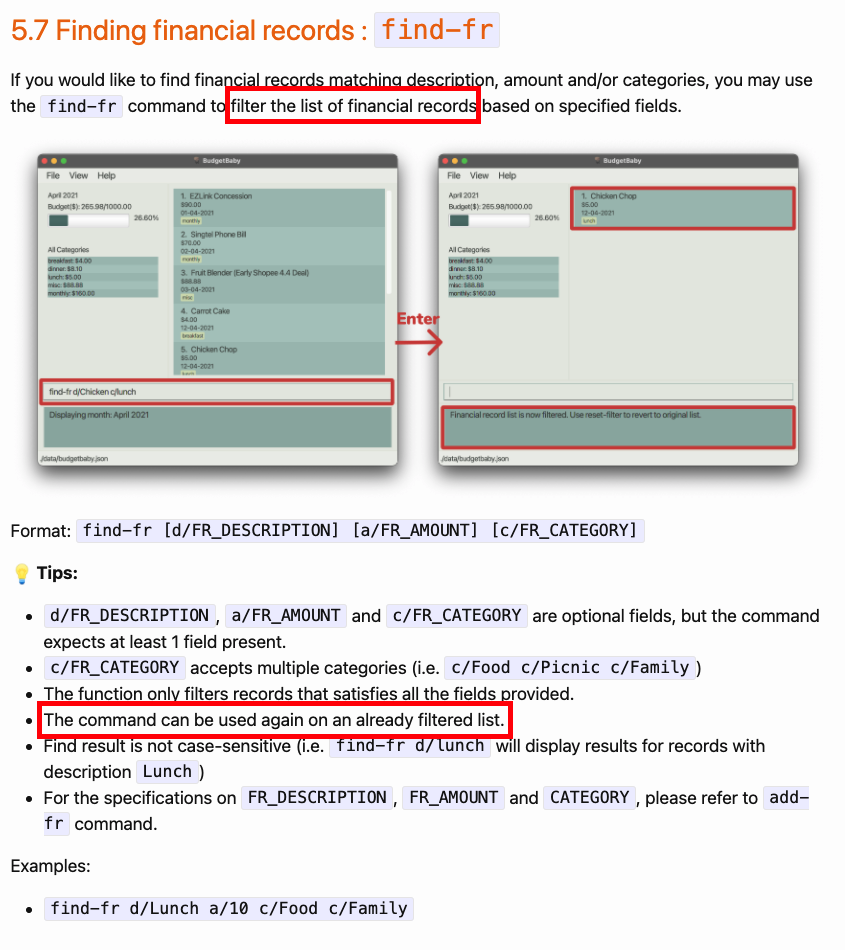 5.7 Finding financial records : find-fr
If you would like to find financial records matching description, amount and/or categories, you may use
the find-fr command to filter the list of financial records based on specified fields.
BudgetBaby
File View Help
April 2021
Budget($): 265.98/1000.00
26.60%
All Categories
breakfast: $4.00
dinner: $8.10
lunch: $5.00
misc: $88.88
monthly: $160.00
1. EZLink Concession
$90.00
01-04-2021
monthly
2. Singtel Phone Bill
$70.00
02-04-2021
monthly
3. Fruit Blender (Early Shopee 4.4 Deal)
$88.88
03-04-2021
misc
4. Carrot Cake
$4.00
12-04-2021
breakfast
5. Chicken Chop
$5.00
12-04-2021
lunch
find-fr d/Chicken c/lunch
Displaying month: April 2021
/data/budgetbaby.json
Enter
BudgetBaby
File View Help
April 2021
Budget($): 265.98/1000.00
26.60%
All Categories
breakfast: $4.00
dinner: $8.10
lunch: $5.00
misc: $88.88
monthly: $160.00
1. Chicken Chop
$5.00
12-04-2021
lunch
Financial record list is now filtered. Use reset-filter to revert to original list.
/data/budgetbaby.json
Format: find-fr [d/FR_DESCRIPTION] [a/FR_AMOUNT] [c/FR_CATEGORY]
💡 Tips:
• d/FR_DESCRIPTION , a/FR_AMOUNT and c/FR_CATEGORY are optional fields, but the command
expects at least 1 field present.
• c/FR_CATEGORY accepts multiple categories (i.e. c/Food c/Picnic c/Family )
• The function only filters records that satisfies all the fields provided.
• The command can be used again on an already filtered list.
• Find result is not case-sensitive (i.e. find-fr d/lunch will display results for records with
description Lunch )
• For the specifications on FR_DESCRIPTION , FR_AMOUNT and CATEGORY , please refer to add-
fr command.
Examples:
• find-fr d/Lunch a/10 c/Food c/Family